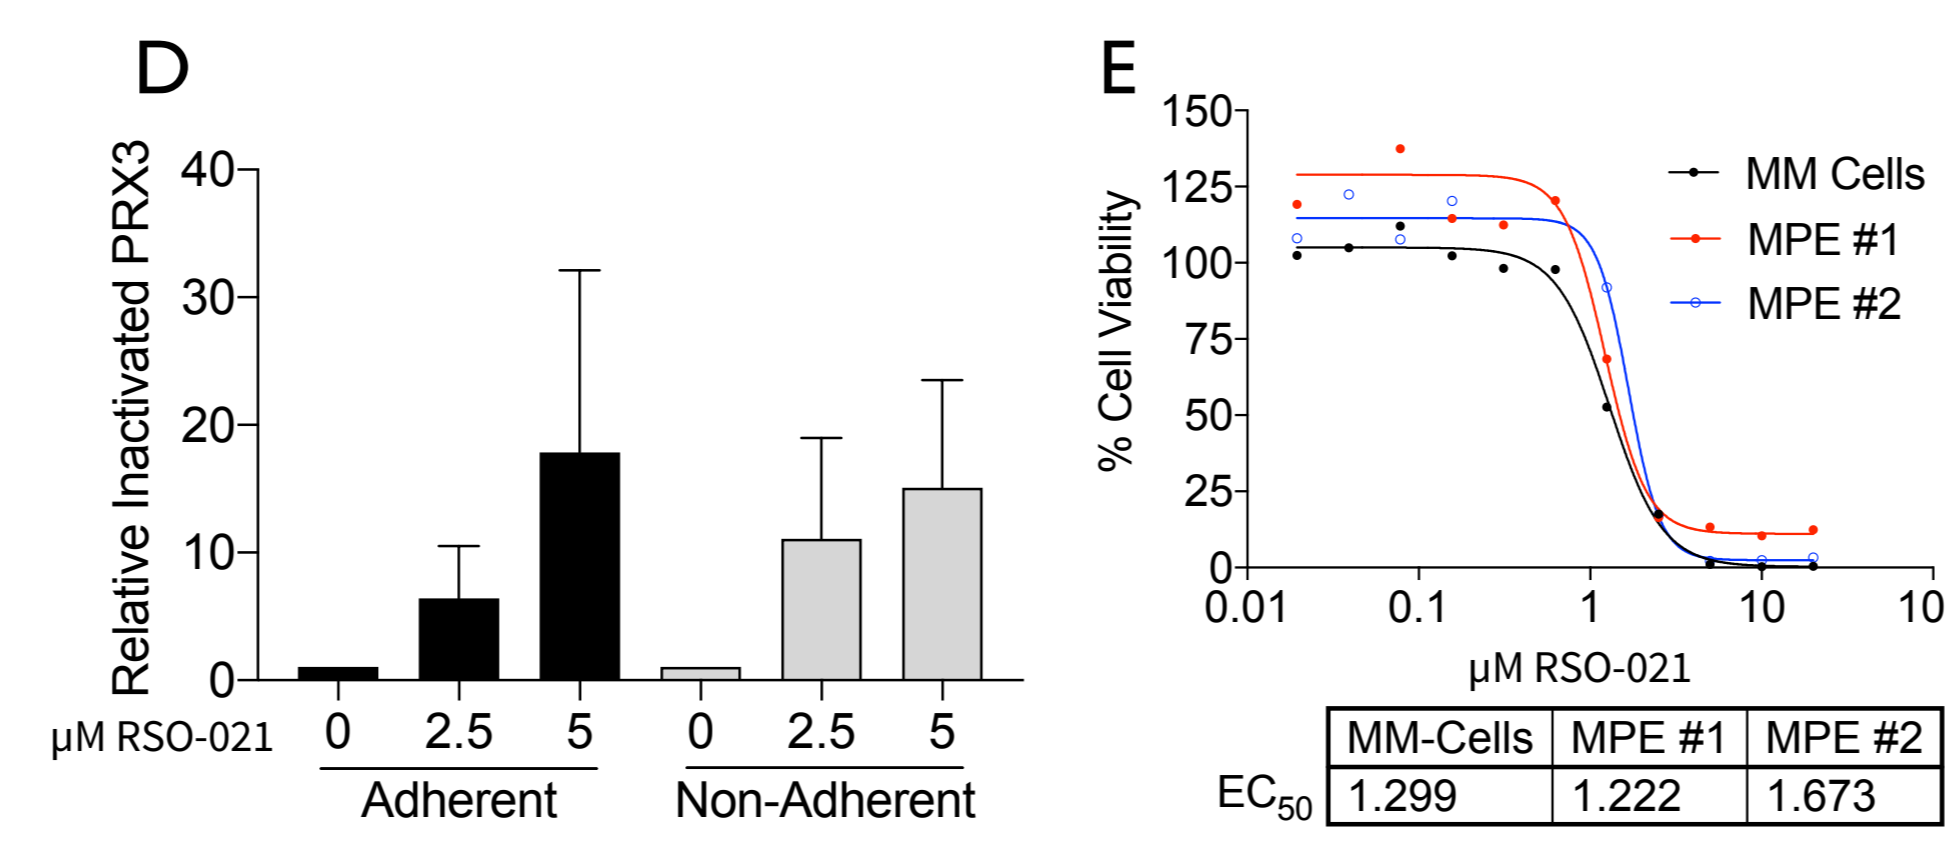 D
Relative Inactivated PRX3
40
30
20
10
0
µM RSO-021
0 2.5 5 0 2.5 5
Adherent Non-Adherent
E
% Cell Viability
150
125
100
75
50
25
0
0.01 0.1 1 10 10
µM RSO-021
MM Cells
MPE #1
MPE #2
MM-Cells MPE #1 MPE #2
EC50 1.299 1.222 1.673